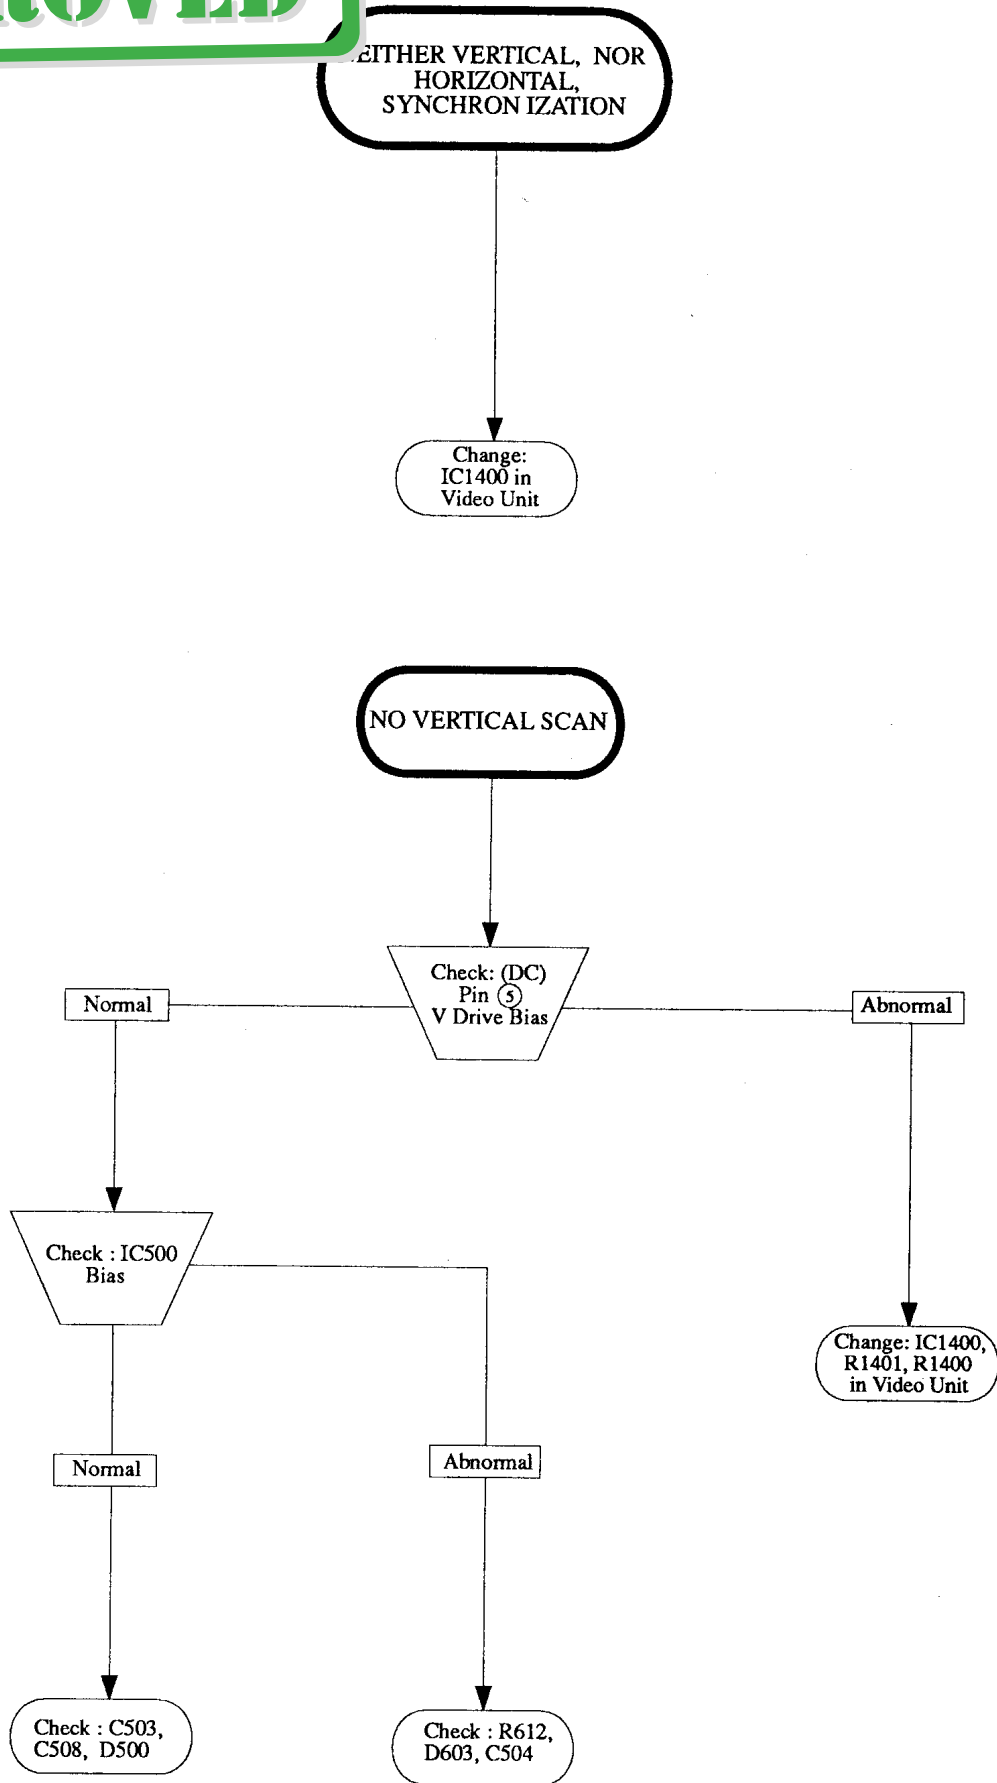 ROVED
EITHER VERTICAL, NOR
HORIZONTAL,
SYNCHRON IZATION
Change:
IC1400 in
Video Unit
NO VERTICAL SCAN
Check: (DC)
Pin 5
V Drive Bias
Normal
Abnormal
Check : IC500
Bias
Change: IC1400,
R1401, R1400
in Video Unit
Normal
Abnormal
Check : C503,
C508, D500
Check : R612,
D603, C504